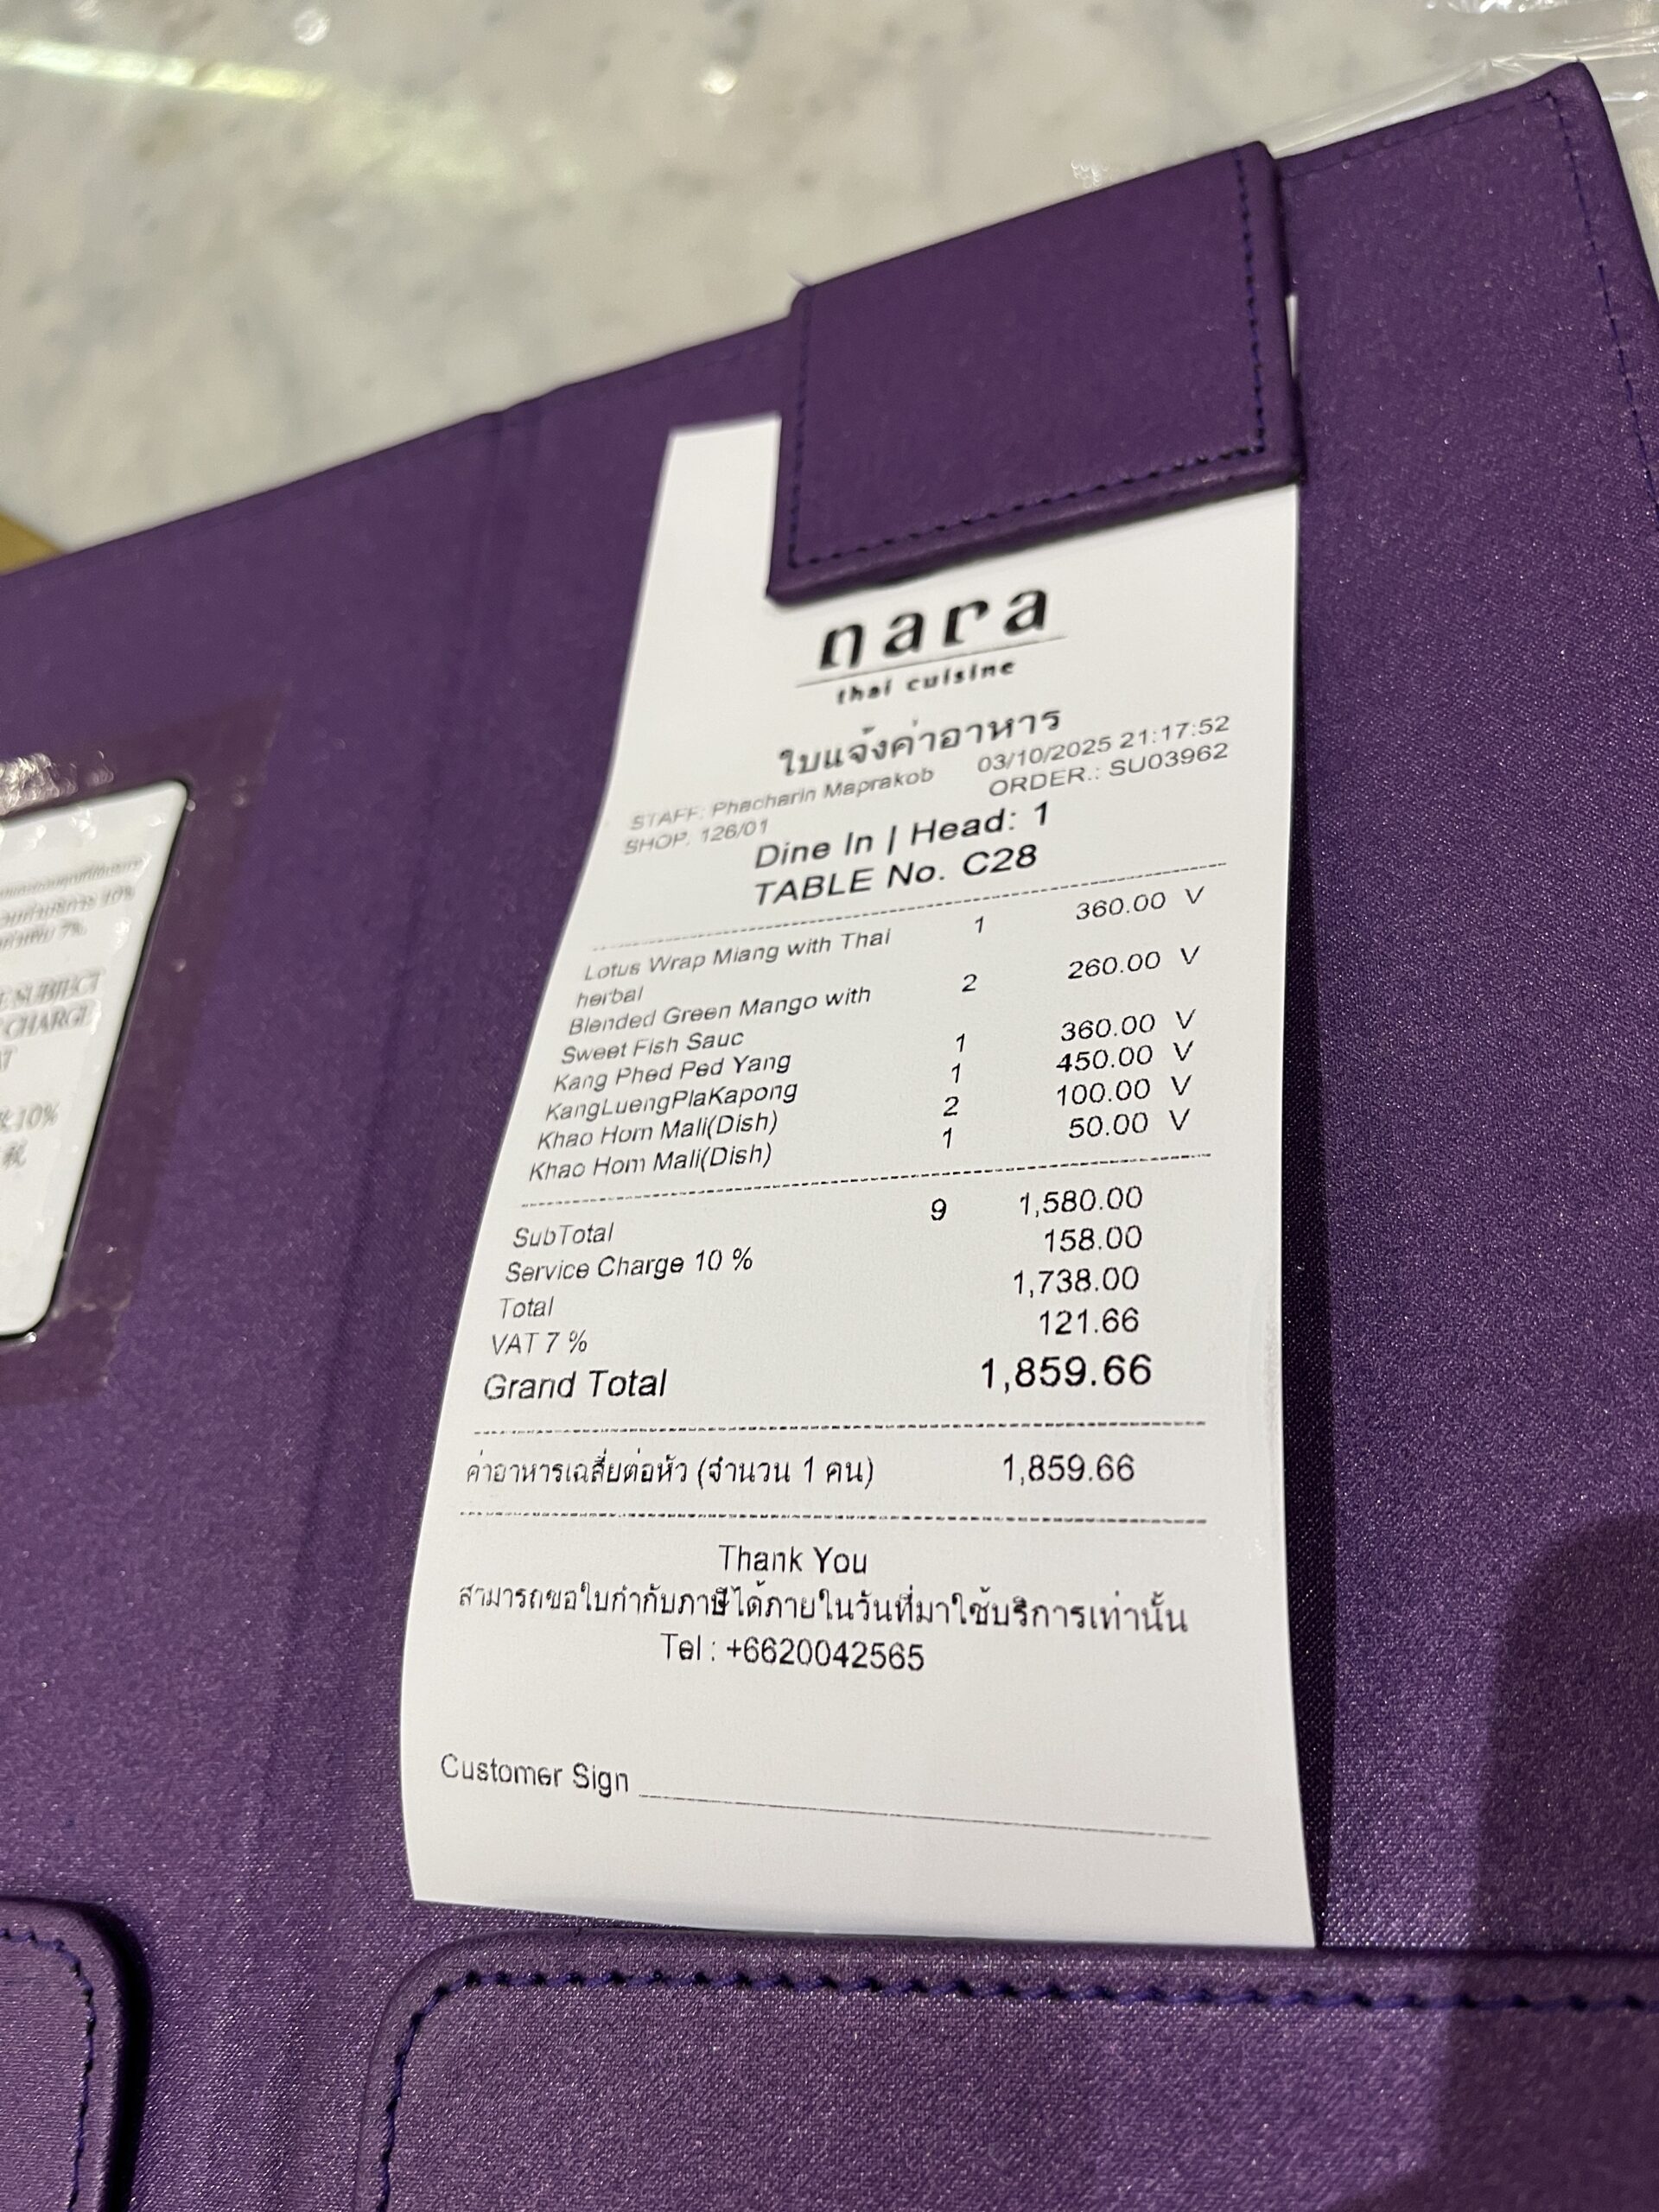 nara
thai cuisine
ใบแจ้งค่าอาหาร
STAFF: Phacharin Maprakob 03/10/2025 21:17:52
SHOP: 126/01 ORDER.: SU03962
Dine In | Head: 1
TABLE No. C28
Lotus Wrap Miang with Thai 1 360.00 V
herbal
Blended Green Mango with 2 260.00 V
Sweet Fish Sauc
Kang Phed Ped Yang 1 360.00 V
KangLuengPlaKapong 1 450.00 V
Khao Hom Mali(Dish) 2 100.00 V
Khao Hom Mali(Dish) 1 50.00 V
SubTotal 9 1,580.00
Service Charge 10 % 158.00
Total 1,738.00
VAT 7 % 121.66
Grand Total 1,859.66
ค่าอาหารเฉลี่ยต่อหัว (จำนวน 1 คน) 1,859.66
Thank You
สามารถขอใบกำกับภาษีได้ภายในวันที่มาใช้บริการเท่านั้น
Tel : +6620042565
Customer Sign
10%
7%
SUBJECT
CHARGE
10%
税